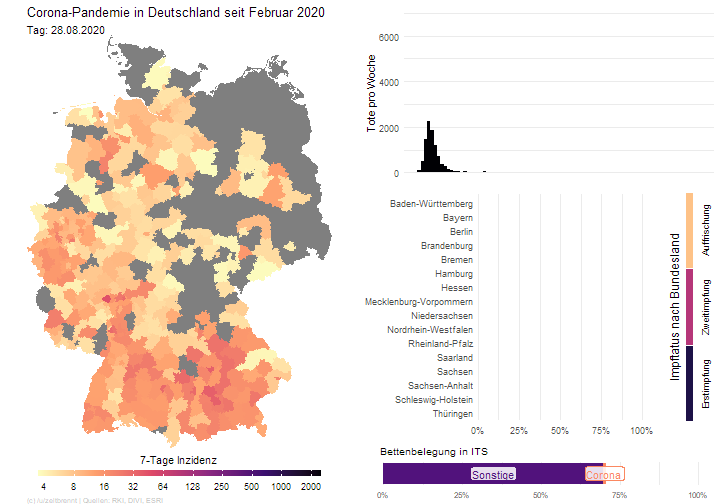 Corona-Pandemie in Deutschland seit Februar 2020
Tag: 28.08.2020
7-Tage Inzidenz
4 8 16 32 64 128 256 512 1000 2000
(c) | Quellen: RKI, DIVI, ESRI
Tote pro Woche
6000
4000
2000
0
Baden-Württemberg
Bayern
Berlin
Brandenburg
Bremen
Hamburg
Hessen
Mecklenburg-Vorpommern
Niedersachsen
Nordrhein-Westfalen
Rheinland-Pfalz
Saarland
Sachsen
Sachsen-Anhalt
Schleswig-Holstein
Thüringen
0% 25% 50% 75% 100%
Impfstatus nach Bundesland
Auffrischung
Zweitimpfung
Erstimpfung
Bettenbelegung in ITS
Sonstige
Corona
0% 25% 50% 75% 100%